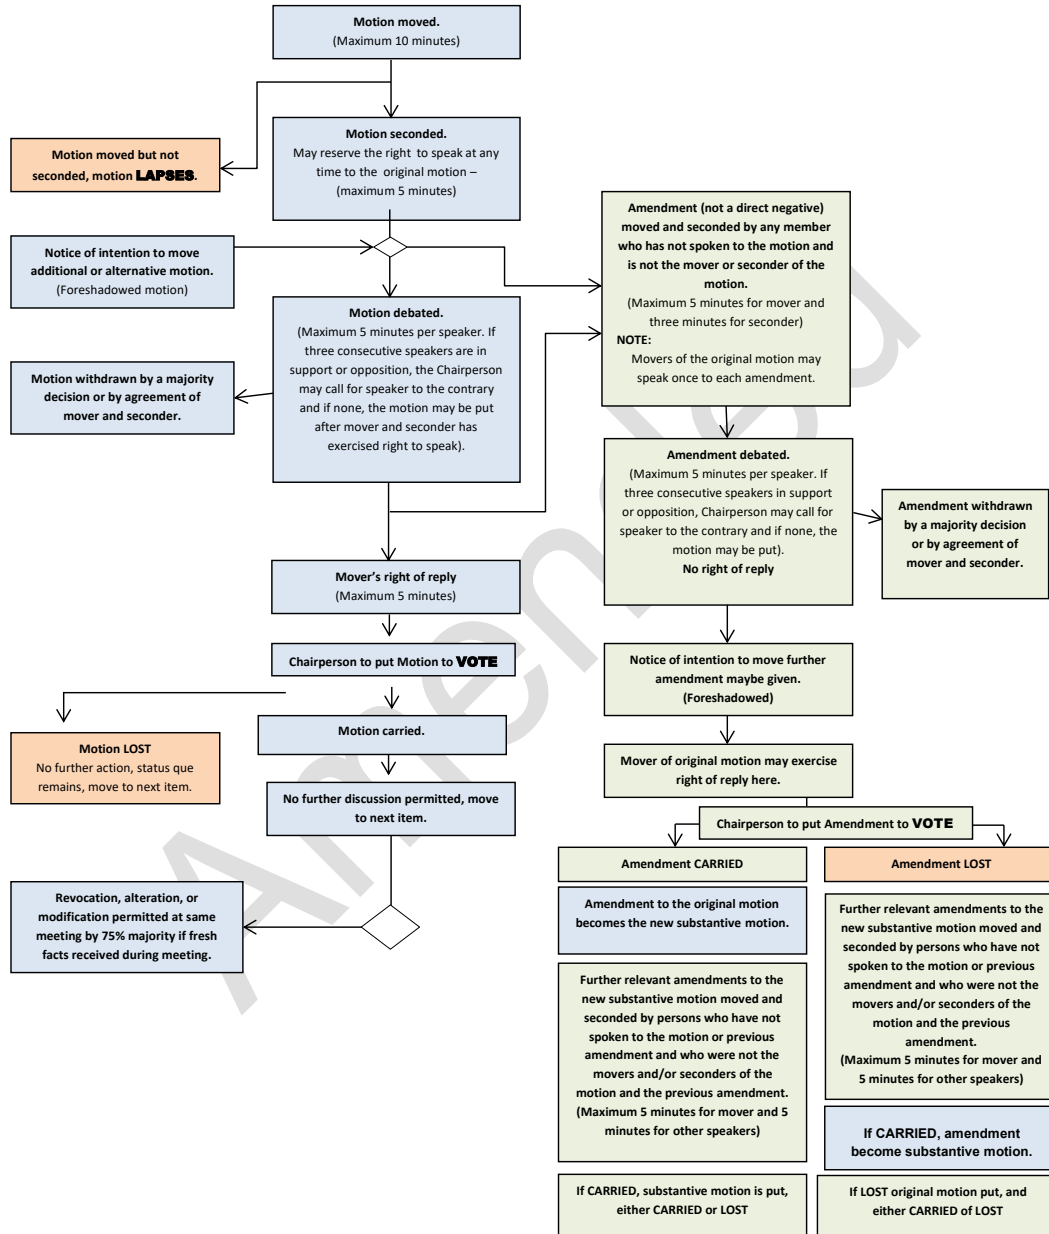 Motion moved.
(Maximum 10 minutes)
Motion seconded.
May reserve the right to speak at any
time to the original motion –
(maximum 5 minutes)
Motion moved but not
seconded, motion LAPSES.
Notice of intention to move
additional or alternative motion.
(Foreshadowed motion)
Motion debated.
(Maximum 5 minutes per speaker. If
three consecutive speakers are in
support or opposition, the Chairperson
may call for speaker to the contrary
and if none, the motion may be put
after mover and seconder has
exercised right to speak).
Motion withdrawn by a majority
decision or by agreement of
mover and seconder.
Mover's right of reply
(Maximum 5 minutes)
Chairperson to put Motion to VOTE
Motion LOST
No further action, status que
remains, move to next item.
Motion carried.
No further discussion permitted, move
to next item.
Revocation, alteration, or
modification permitted at same
meeting by 75% majority if fresh
facts received during meeting.
Amendment (not a direct negative)
moved and seconded by any member
who has not spoken to the motion and
is not the mover or seconder of the
motion.
(Maximum 5 minutes for mover and
three minutes for seconder)
NOTE:
Movers of the original motion may
speak once to each amendment.
Amendment debated.
(Maximum 5 minutes per speaker. If
three consecutive speakers in support
or opposition, Chairperson may call for
speaker to the contrary and if none, the
motion may be put).
No right of reply
Amendment withdrawn
by a majority decision
or by agreement of
mover and seconder.
Notice of intention to move further
amendment maybe given.
(Foreshadowed)
Mover of original motion may exercise
right of reply here.
Chairperson to put Amendment to VOTE
Amendment CARRIED
Amendment to the original motion
becomes the new substantive motion.
Further relevant amendments to the
new substantive motion moved and
seconded by persons who have not
spoken to the motion or previous
amendment and who were not the
movers and/or seconders of the
motion and the previous amendment.
(Maximum 5 minutes for mover and 5
minutes for other speakers)
If CARRIED, substantive motion is put,
either CARRIED or LOST
Amendment LOST
Further relevant amendments to the
new substantive motion moved and
seconded by persons who have not
spoken to the motion or previous
amendment and who were not the
movers and/or seconders of the
motion and the previous
amendment.
(Maximum 5 minutes for mover and
5 minutes for other speakers)
If CARRIED, amendment
become substantive motion.
If LOST original motion put, and
either CARRIED of LOST
Amended